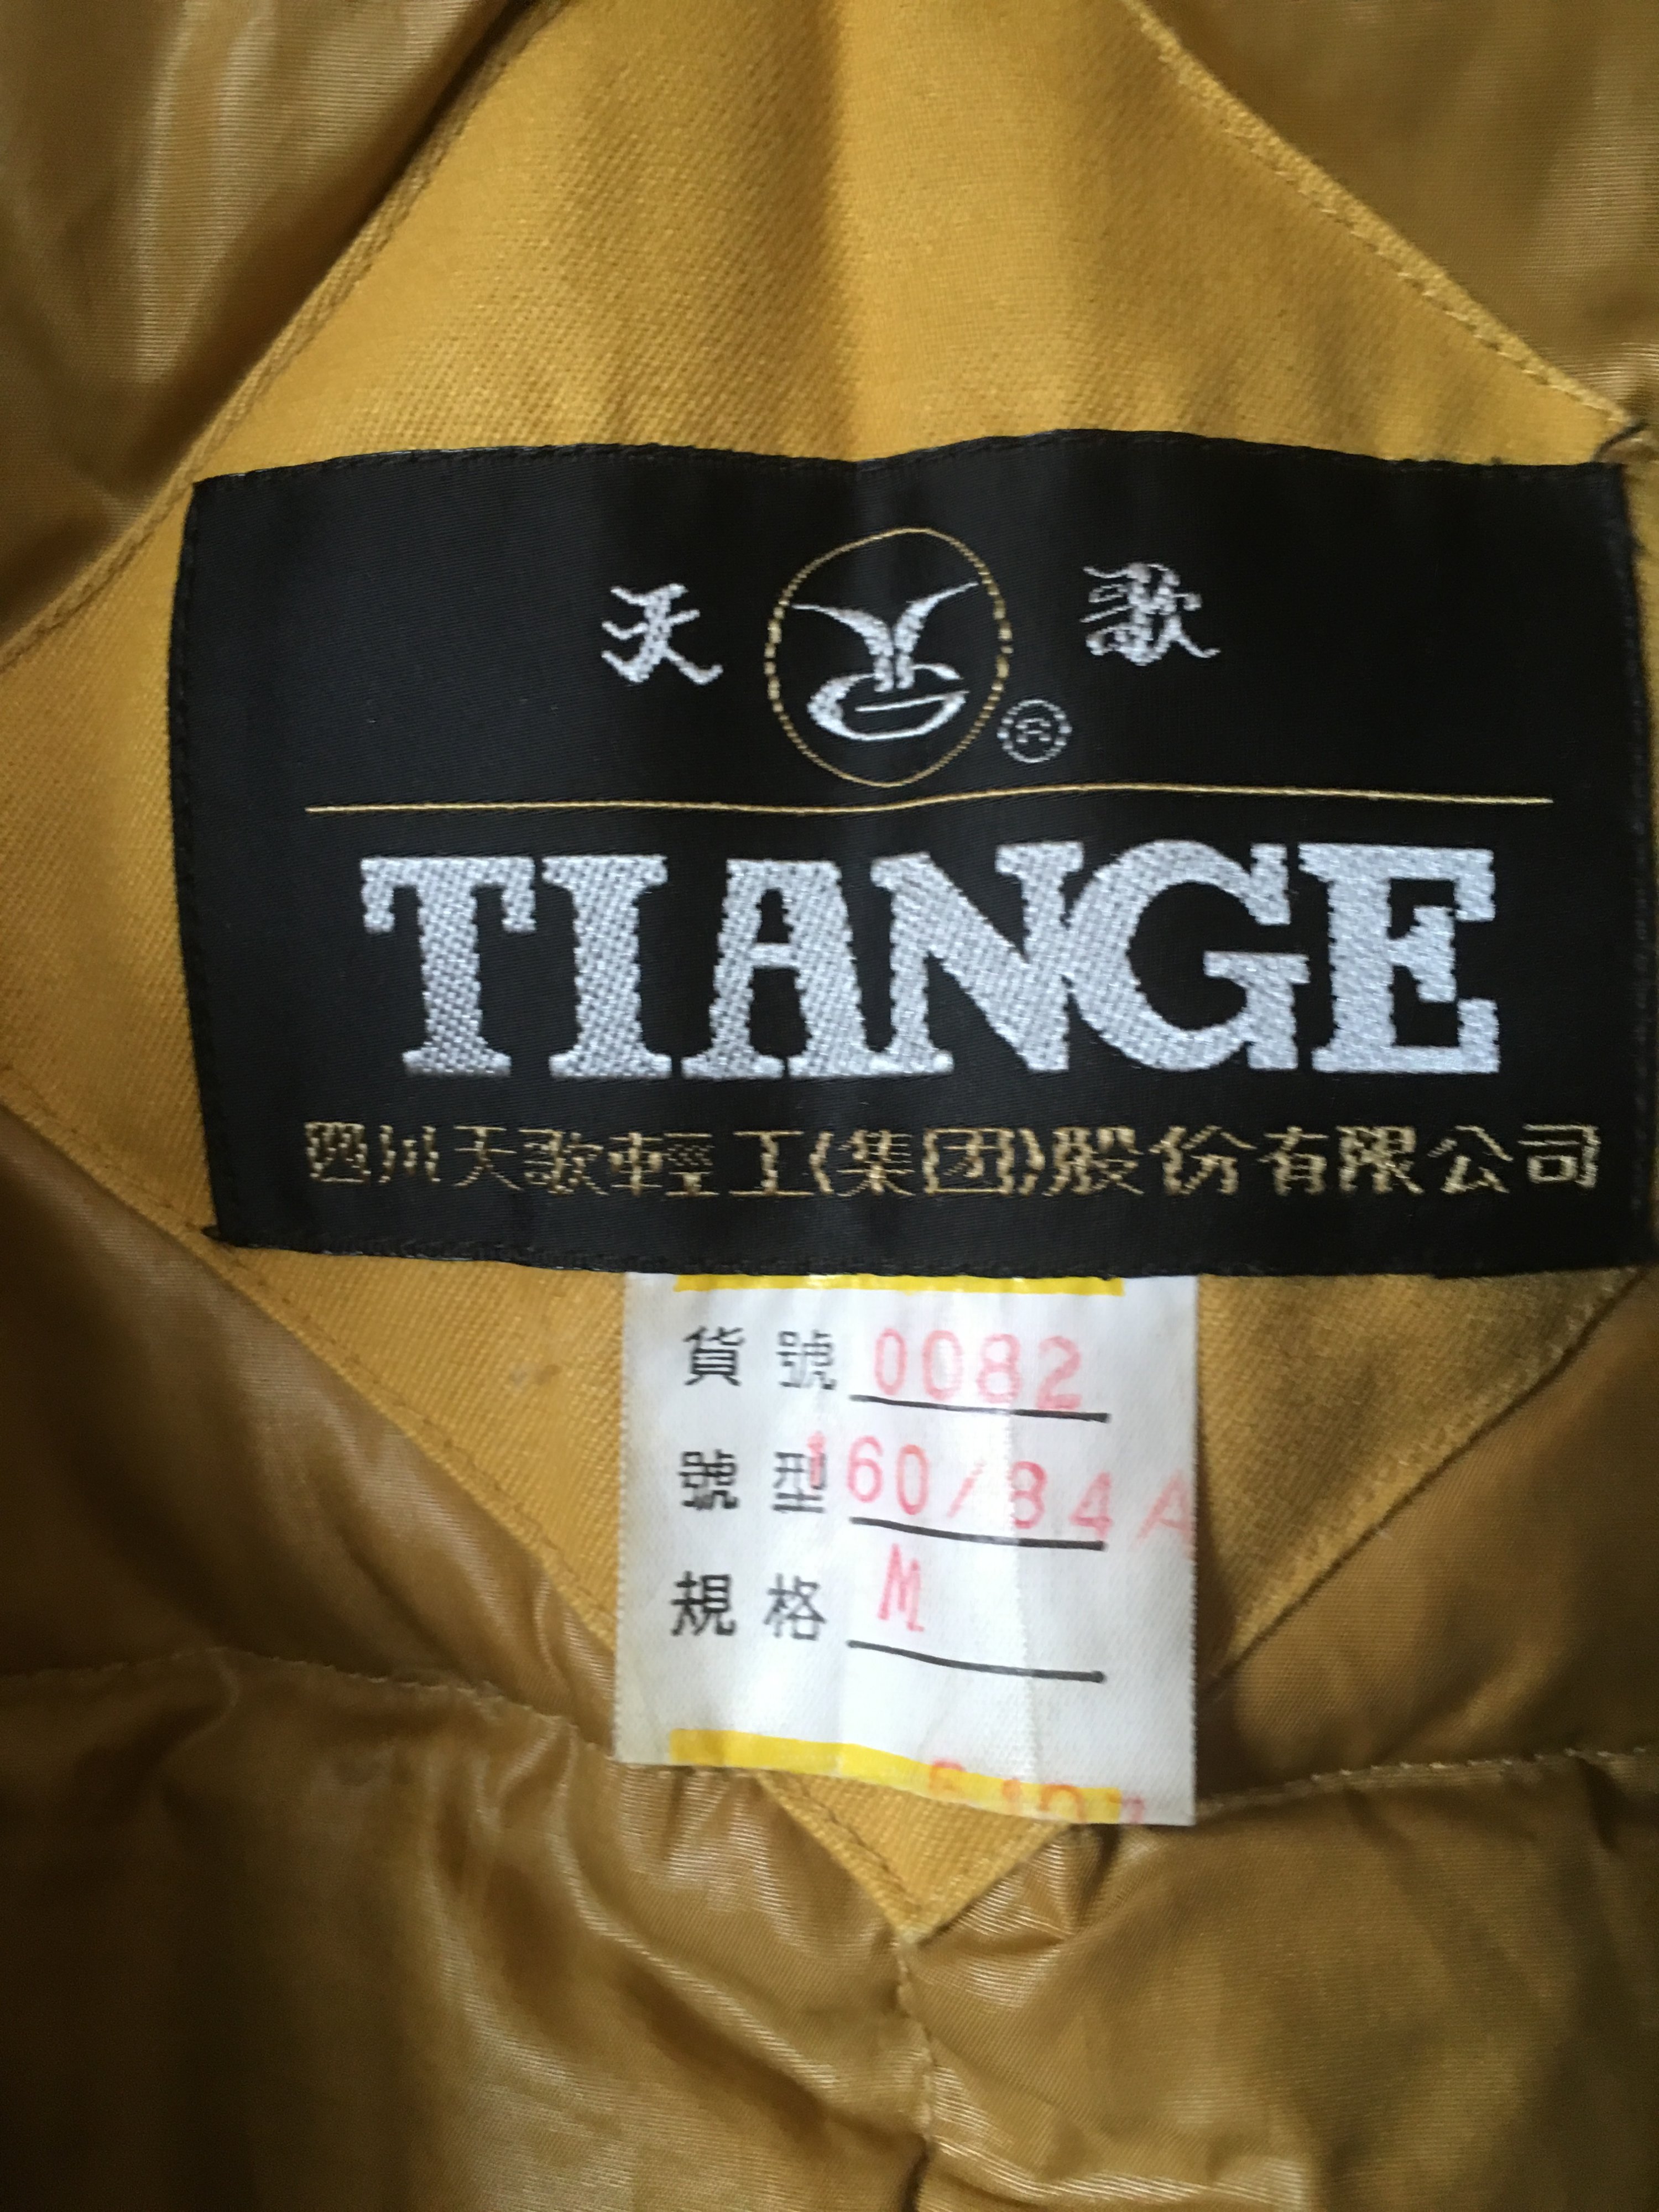 天 歌
®
TIANGE
四川天歌輕工(集团)股份有限公司
貨號 0082
號型 160/84A
規格 M